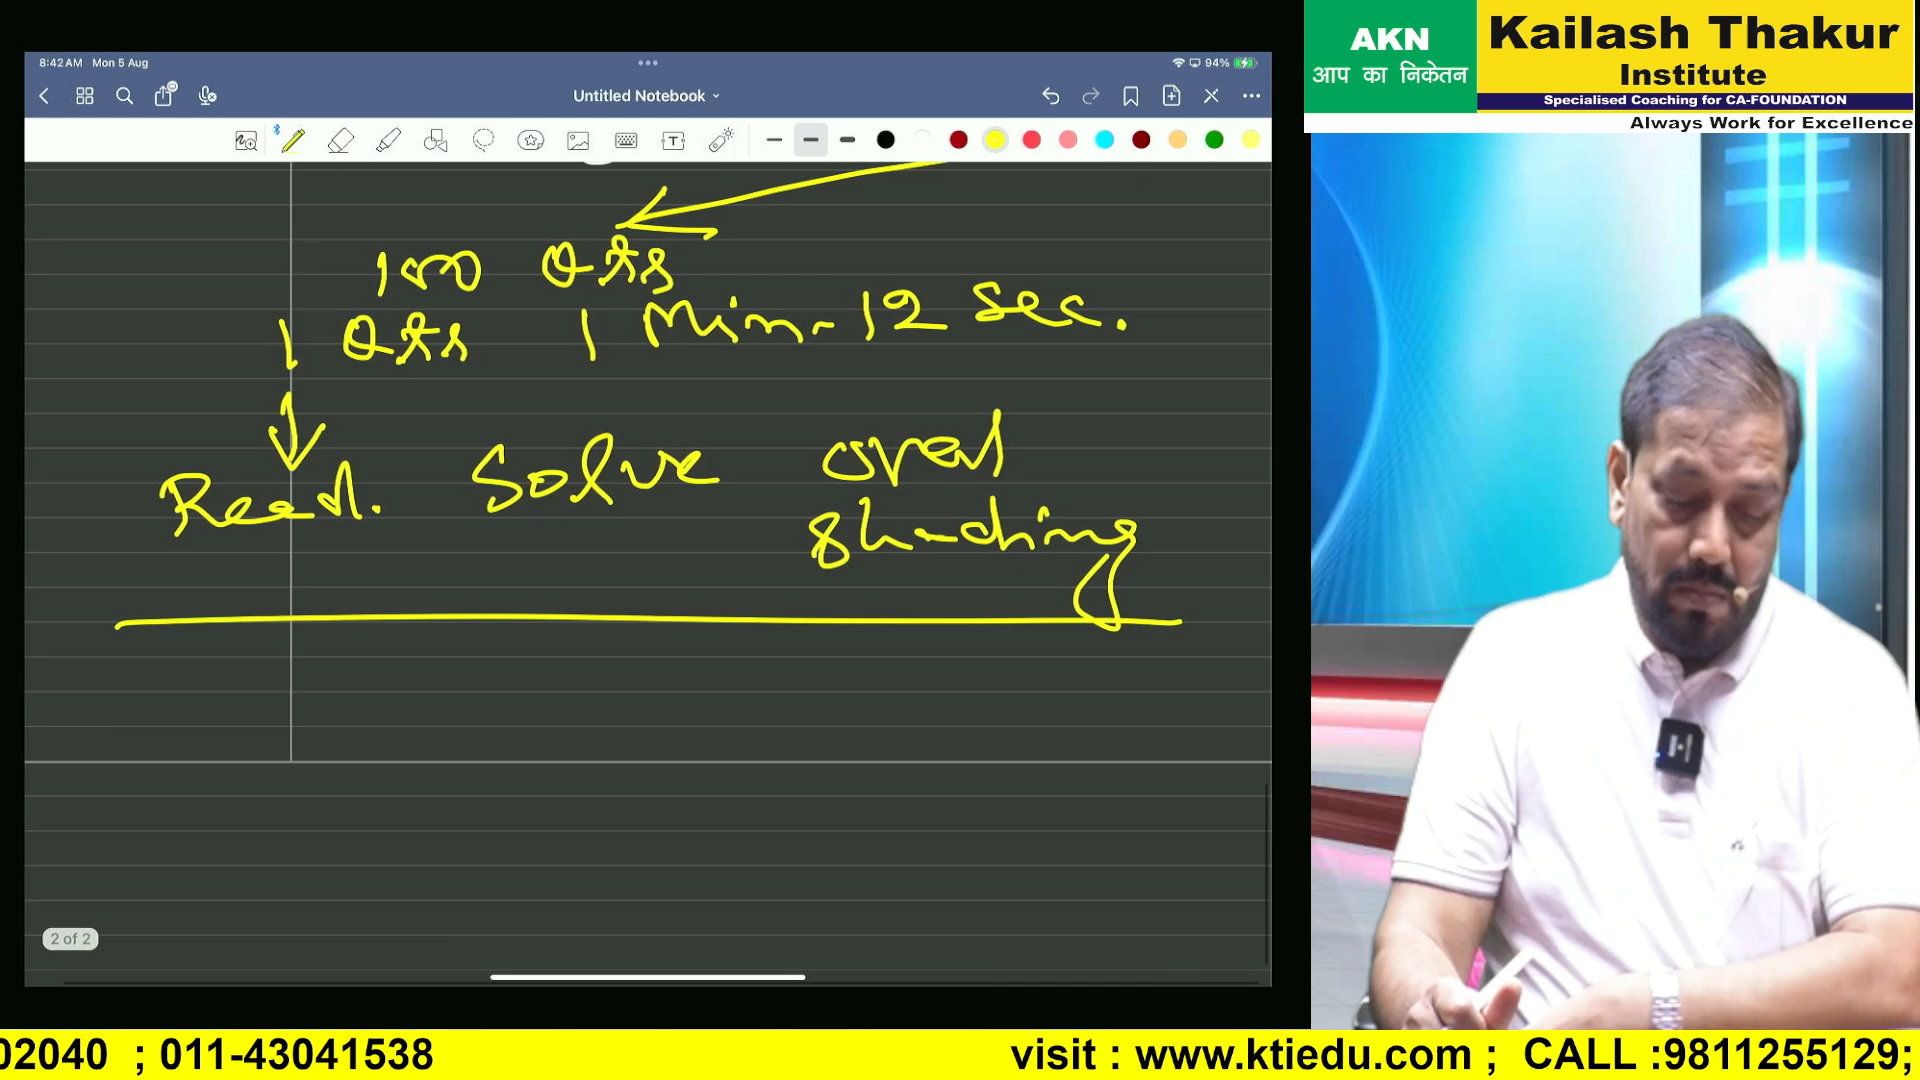 8:42 AM Mon 5 Aug
94%
Untitled Notebook
100 Qts
1 Qts 1 Min- 12 Sec.
Read. Solve oval
shading
2 of 2
AKN
आप का निकेतन
Kailash Thakur
Institute
Specialised Coaching for CA-FOUNDATION
Always Work for Excellence
02040 ; 011-43041538 visit : www.ktiedu.com ; CALL :9811255129;